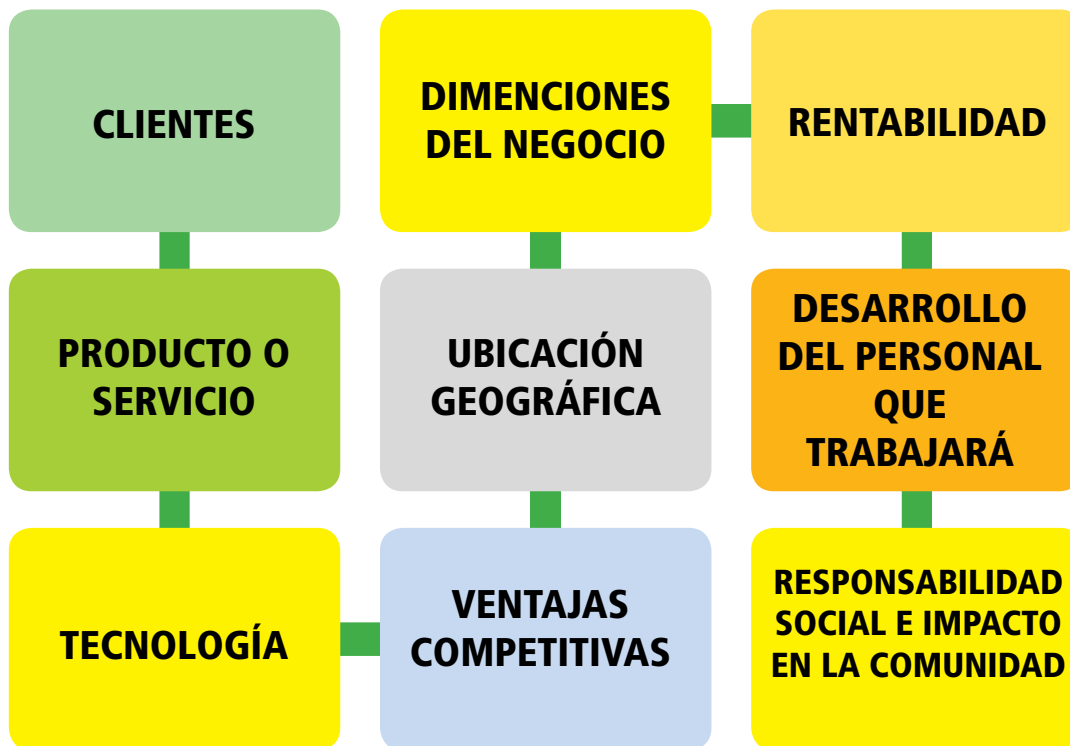 CLIENTES
PRODUCTO O
SERVICIO
TECNOLOGÍA
VENTAJAS
COMPETITIVAS
UBICACIÓN
GEOGRÁFICA
DIMENCIONES
DEL NEGOCIO
RENTABILIDAD
DESARROLLO
DEL PERSONAL
QUE
TRABAJARÁ
RESPONSABILIDAD
SOCIAL E IMPACTO
EN LA COMUNIDAD